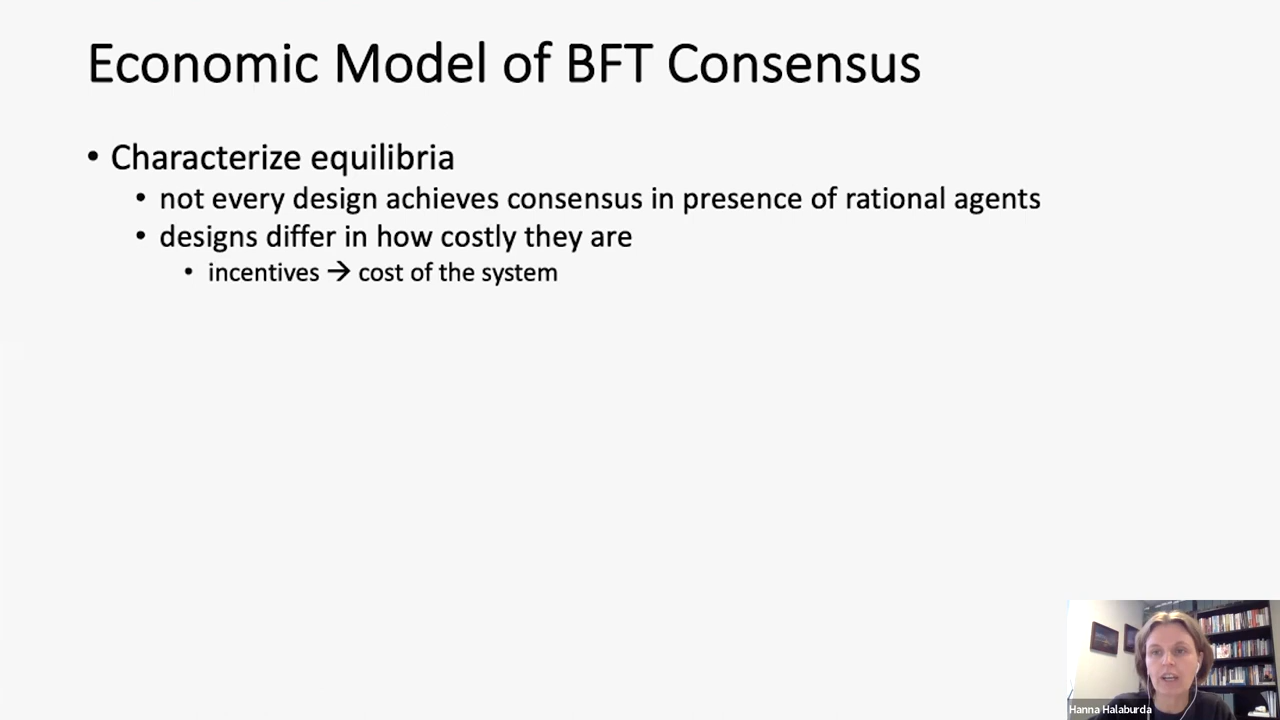 Economic Model of BFT Consensus
• Characterize equilibria
• not every design achieves consensus in presence of rational agents
• designs differ in how costly they are
• incentives → cost of the system
Hanna Halaburda